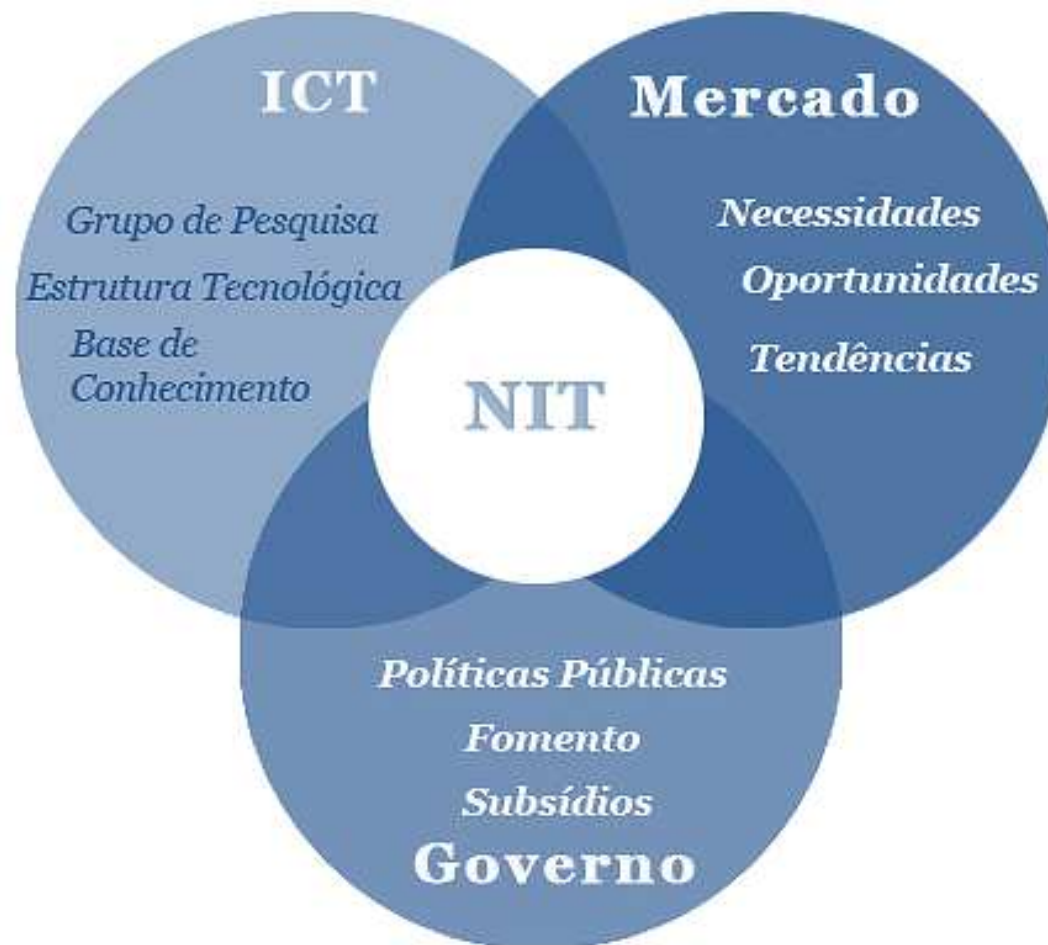 ICT
Grupo de Pesquisa
Estrutura Tecnológica
Base de
Conhecimento
Mercado
Necessidades
Oportunidades
Tendências
NIT
Políticas Públicas
Fomento
Subsídios
Governo